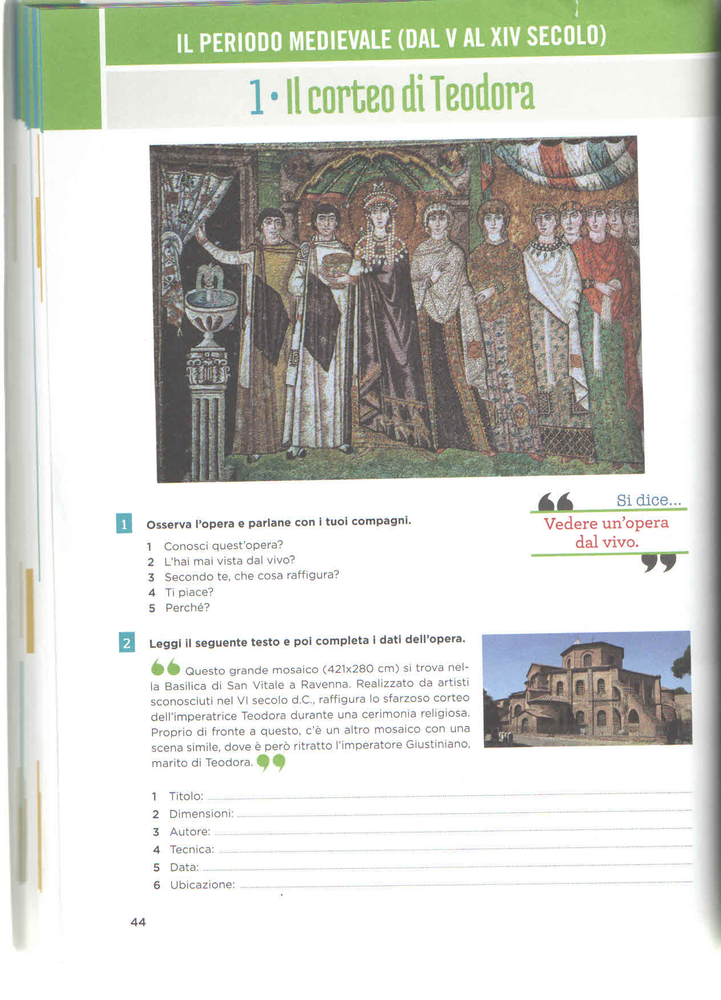 IL PERIODO MEDIEVALE (DAL V AL XIV SECOLO)
1 • Il corteo di Teodora
Si dice...
Vedere un'opera
dal vivo.
1 Osserva l'opera e parlane con i tuoi compagni.
1 Conosci quest'opera?
2 L'hai mai vista dal vivo?
3 Secondo te, che cosa raffigura?
4 Ti piace?
5 Perché?
2 Leggi il seguente testo e poi completa i dati dell'opera.
Questo grande mosaico (421x280 cm) si trova nel-
la Basilica di San Vitale a Ravenna. Realizzato da artisti
sconosciuti nel VI secolo d.C., raffigura lo sfarzoso corteo
dell'imperatrice Teodora durante una cerimonia religiosa.
Proprio di fronte a questo, c'è un altro mosaico con una
scena simile, dove è però ritratto l'imperatore Giustiniano,
marito di Teodora.
1 Titolo:
2 Dimensioni:
3 Autore:
4 Tecnica:
5 Data:
6 Ubicazione:
44